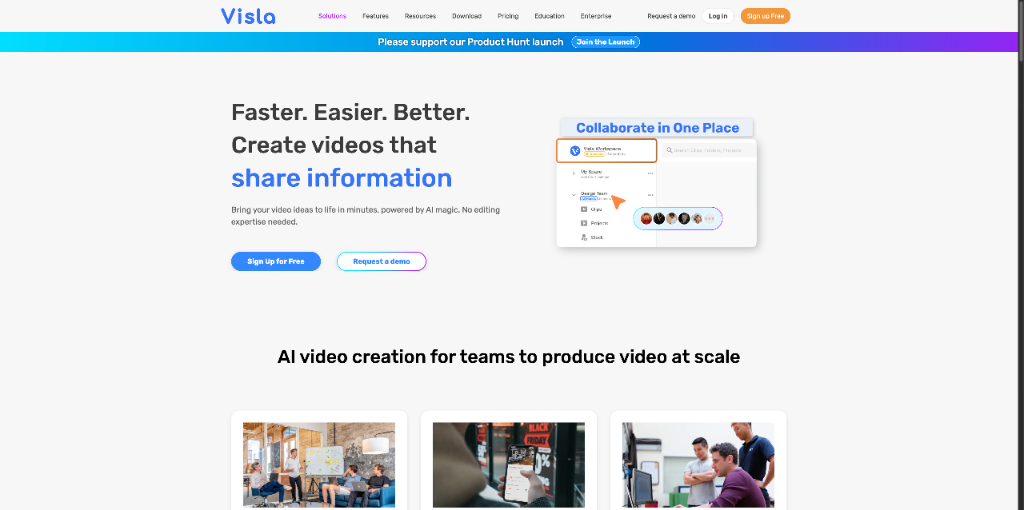 Visla
Solutions
Features
Resources
Download
Pricing
Education
Enterprise
Request a demo
Log in
Sign up Free
Please support our Product Hunt launch
Join the Launch
Faster. Easier. Better.
Create videos that
share information
Bring your video ideas to life in minutes, powered by AI magic. No editing
expertise needed.
Sign Up for Free
Request a demo
Collaborate in One Place
My Space
Design Team
Clips
Projects
Stock
AI video creation for teams to produce video at scale
BLACK
FRIDAY